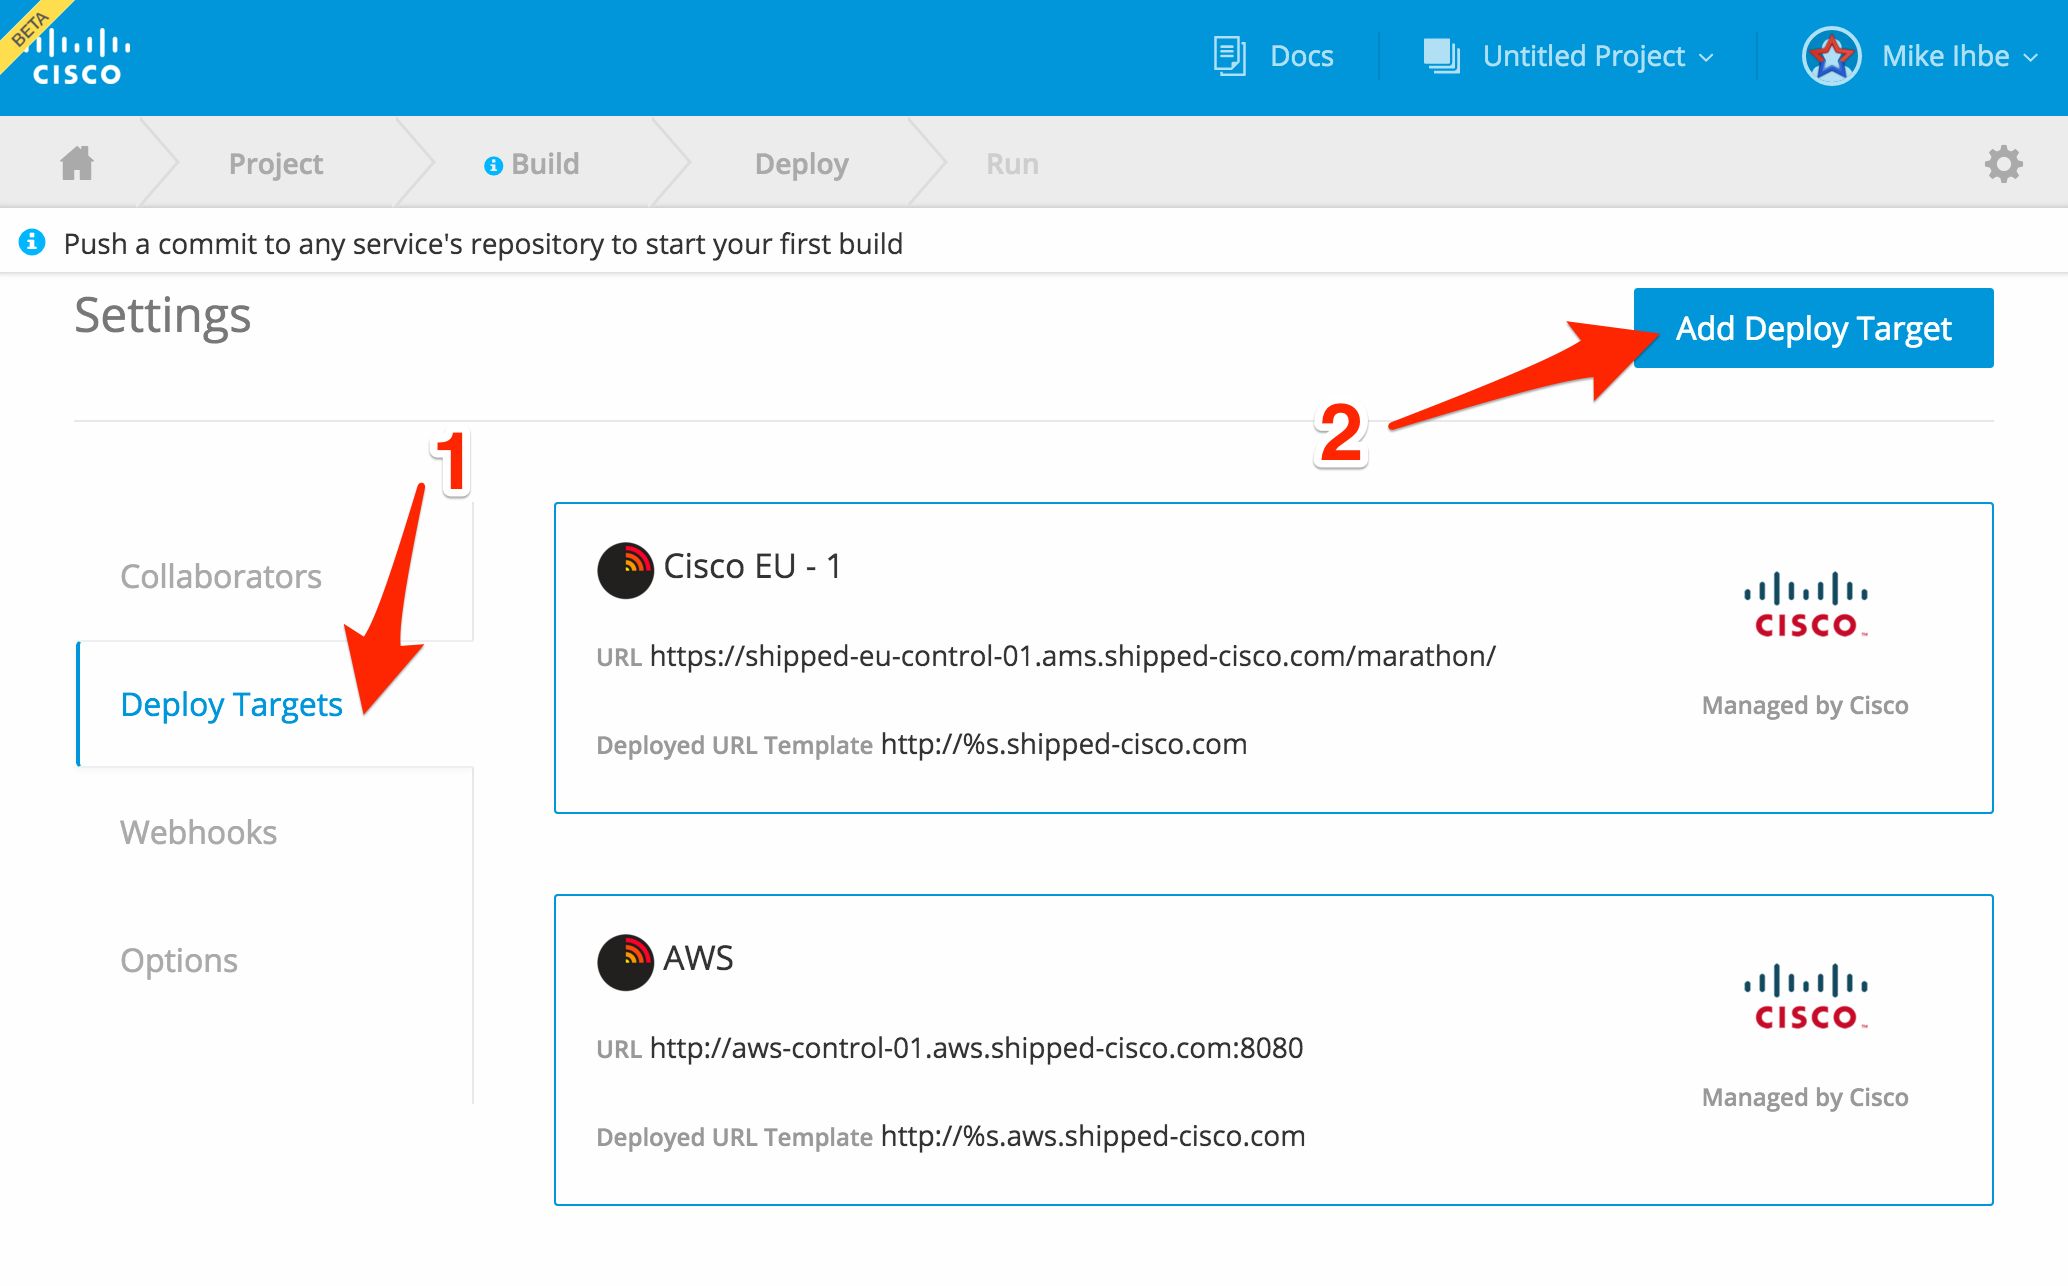 BETA
CISCO
Docs
Untitled Project
Mike Ihbe
Project
Build
Deploy
Run
Push a commit to any service's repository to start your first build
Settings
Add Deploy Target
1
2
Collaborators
Deploy Targets
Webhooks
Options
Cisco EU - 1
URL https://shipped-eu-control-01.ams.shipped-cisco.com/marathon/
Deployed URL Template http://%s.shipped-cisco.com
CISCO™
Managed by Cisco
AWS
URL http://aws-control-01.aws.shipped-cisco.com:8080
Deployed URL Template http://%s.aws.shipped-cisco.com
CISCO™
Managed by Cisco